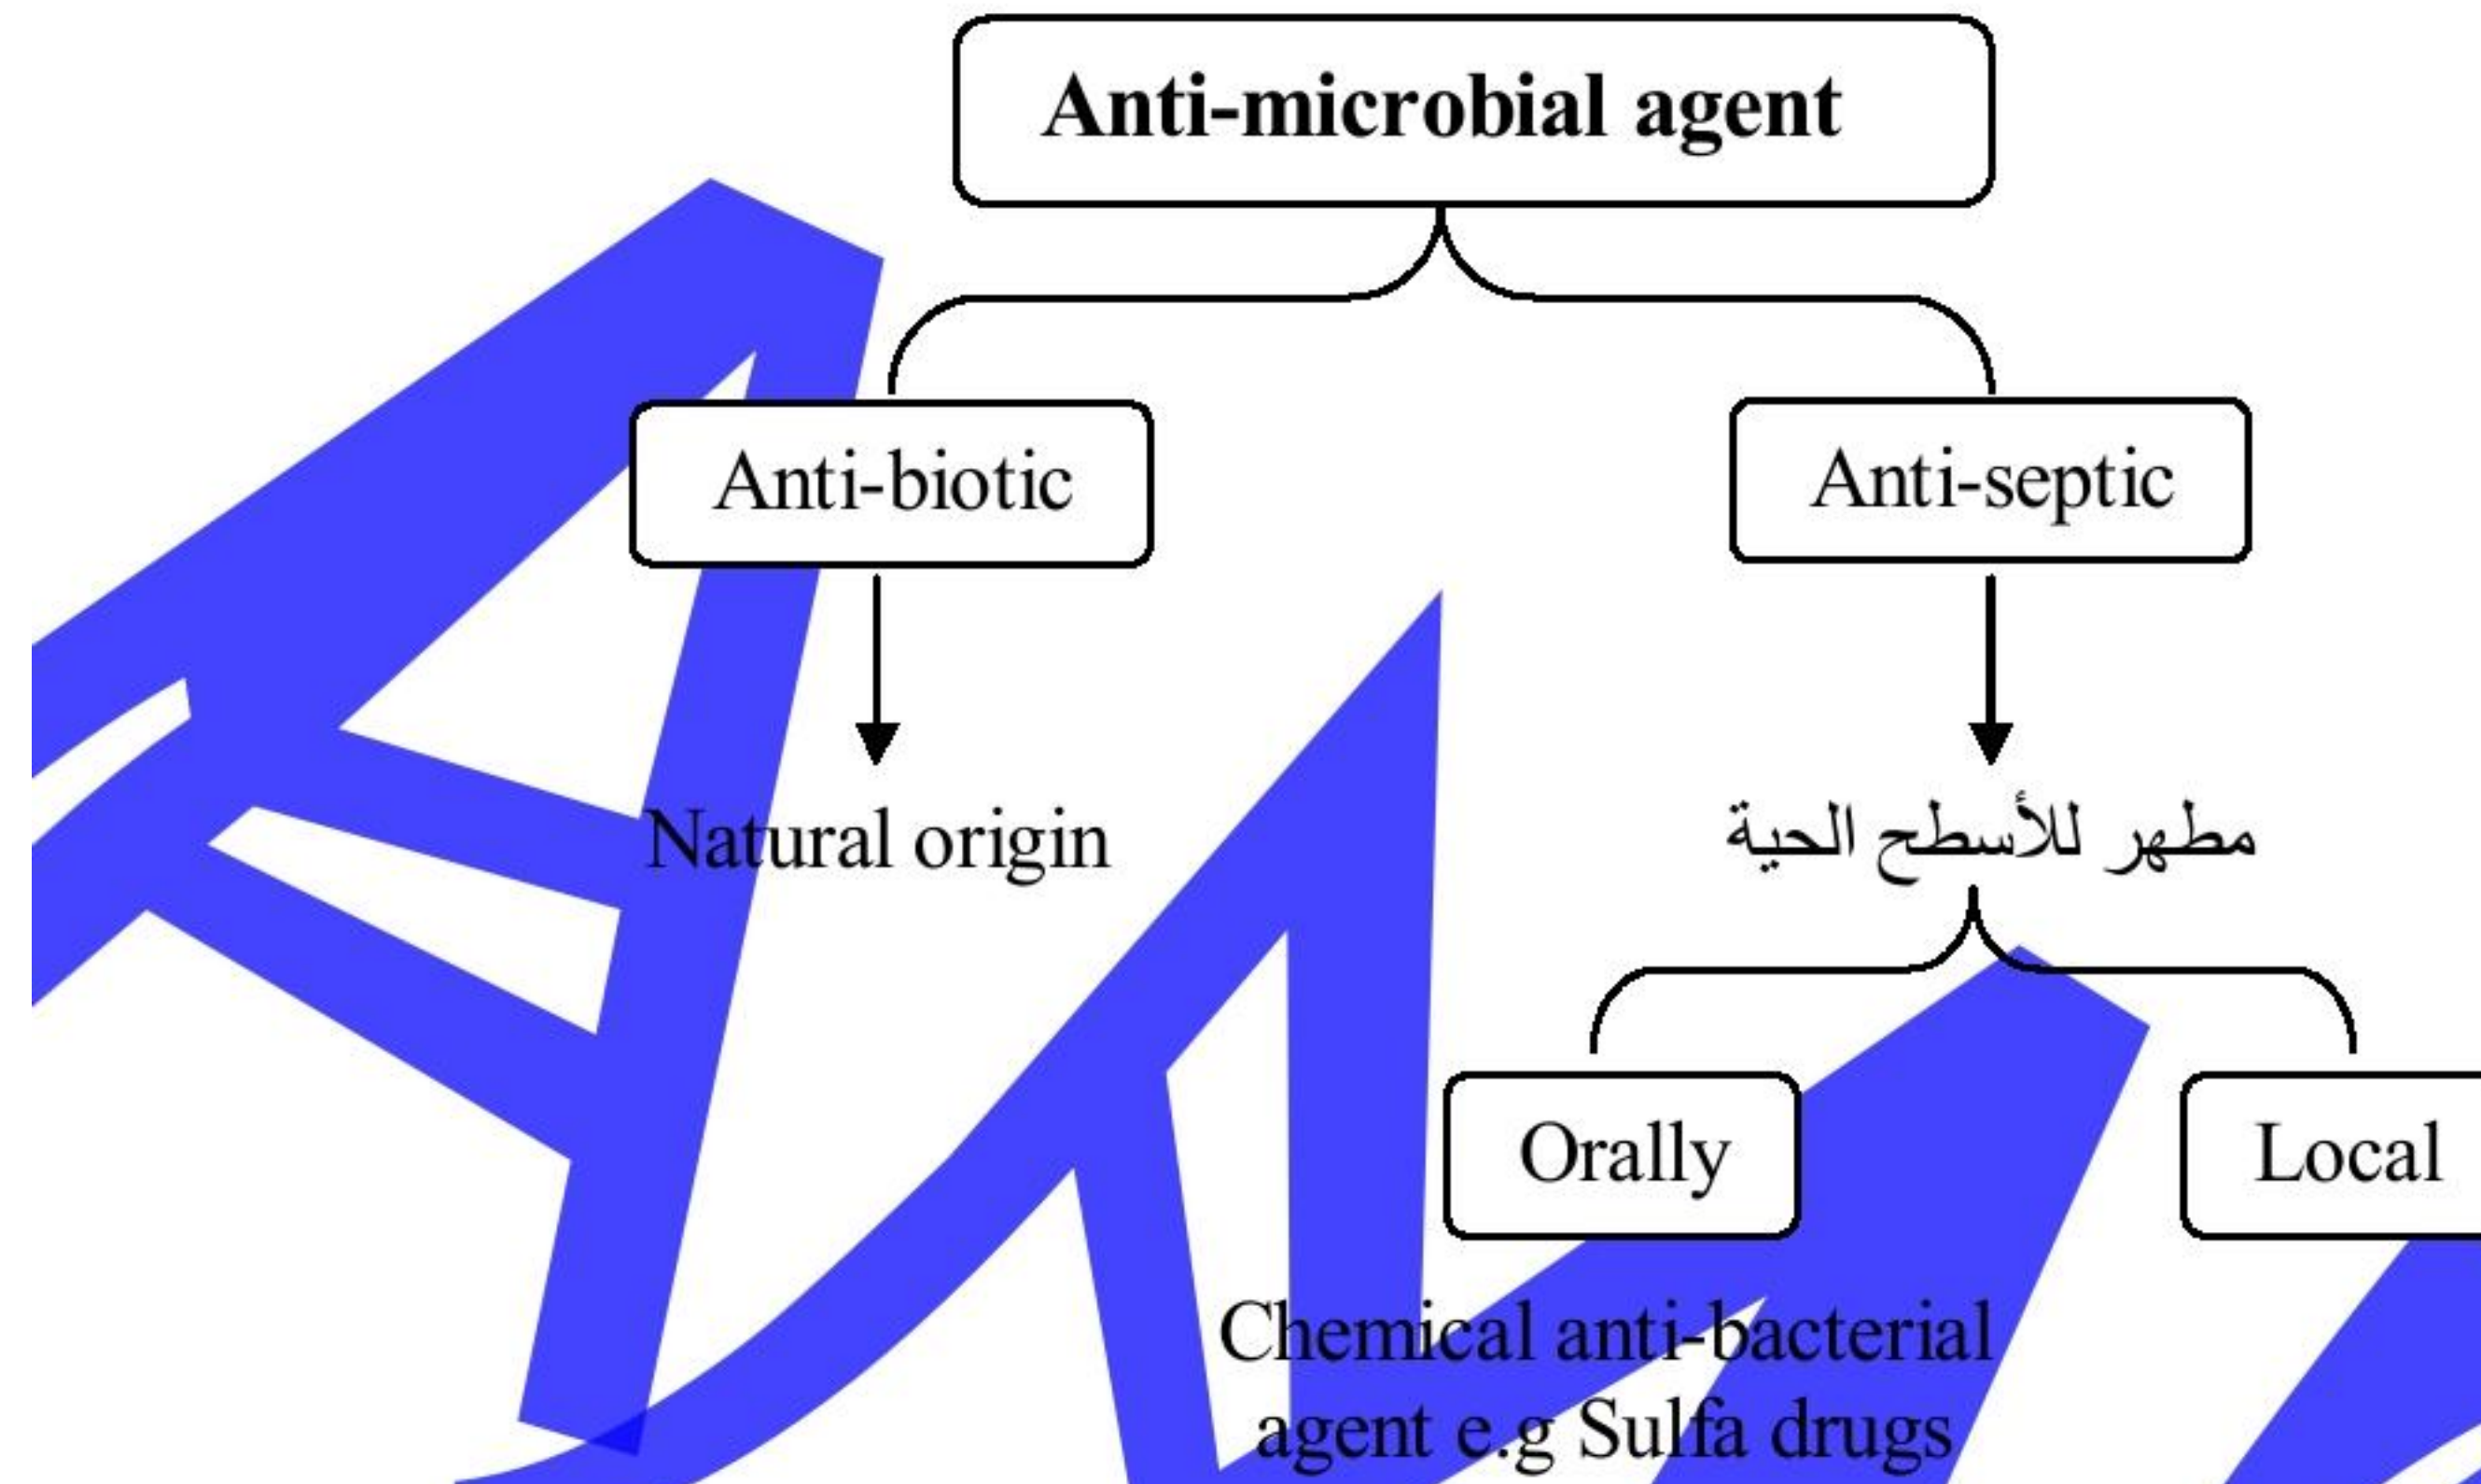 Anti-microbial agent
Anti-biotic
Anti-septic
Natural origin
مطهر للأسطح الحية
Orally
Local
Chemical anti-bacterial
agent e.g Sulfa drugs